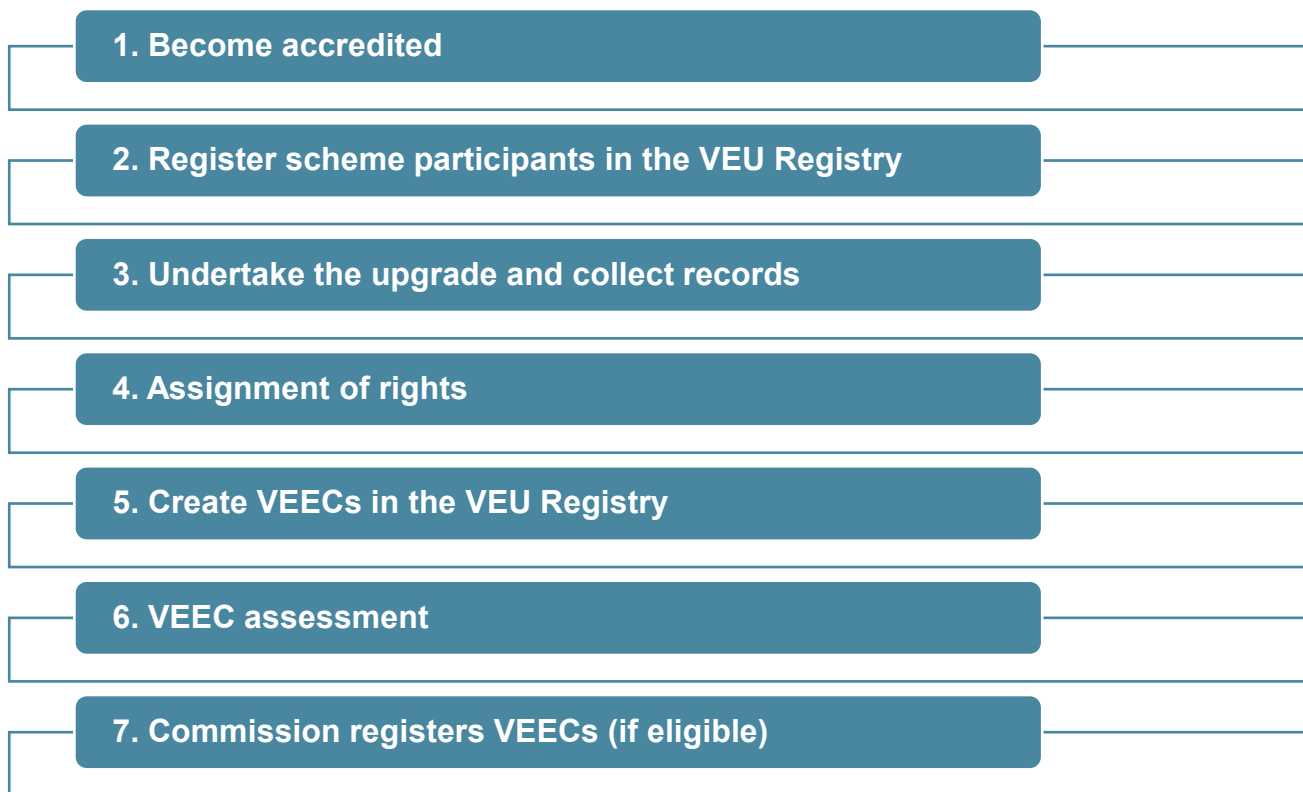 1. Become accredited
2. Register scheme participants in the VEU Registry
3. Undertake the upgrade and collect records
4. Assignment of rights
5. Create VEECs in the VEU Registry
6. VEEC assessment
7. Commission registers VEECs (if eligible)